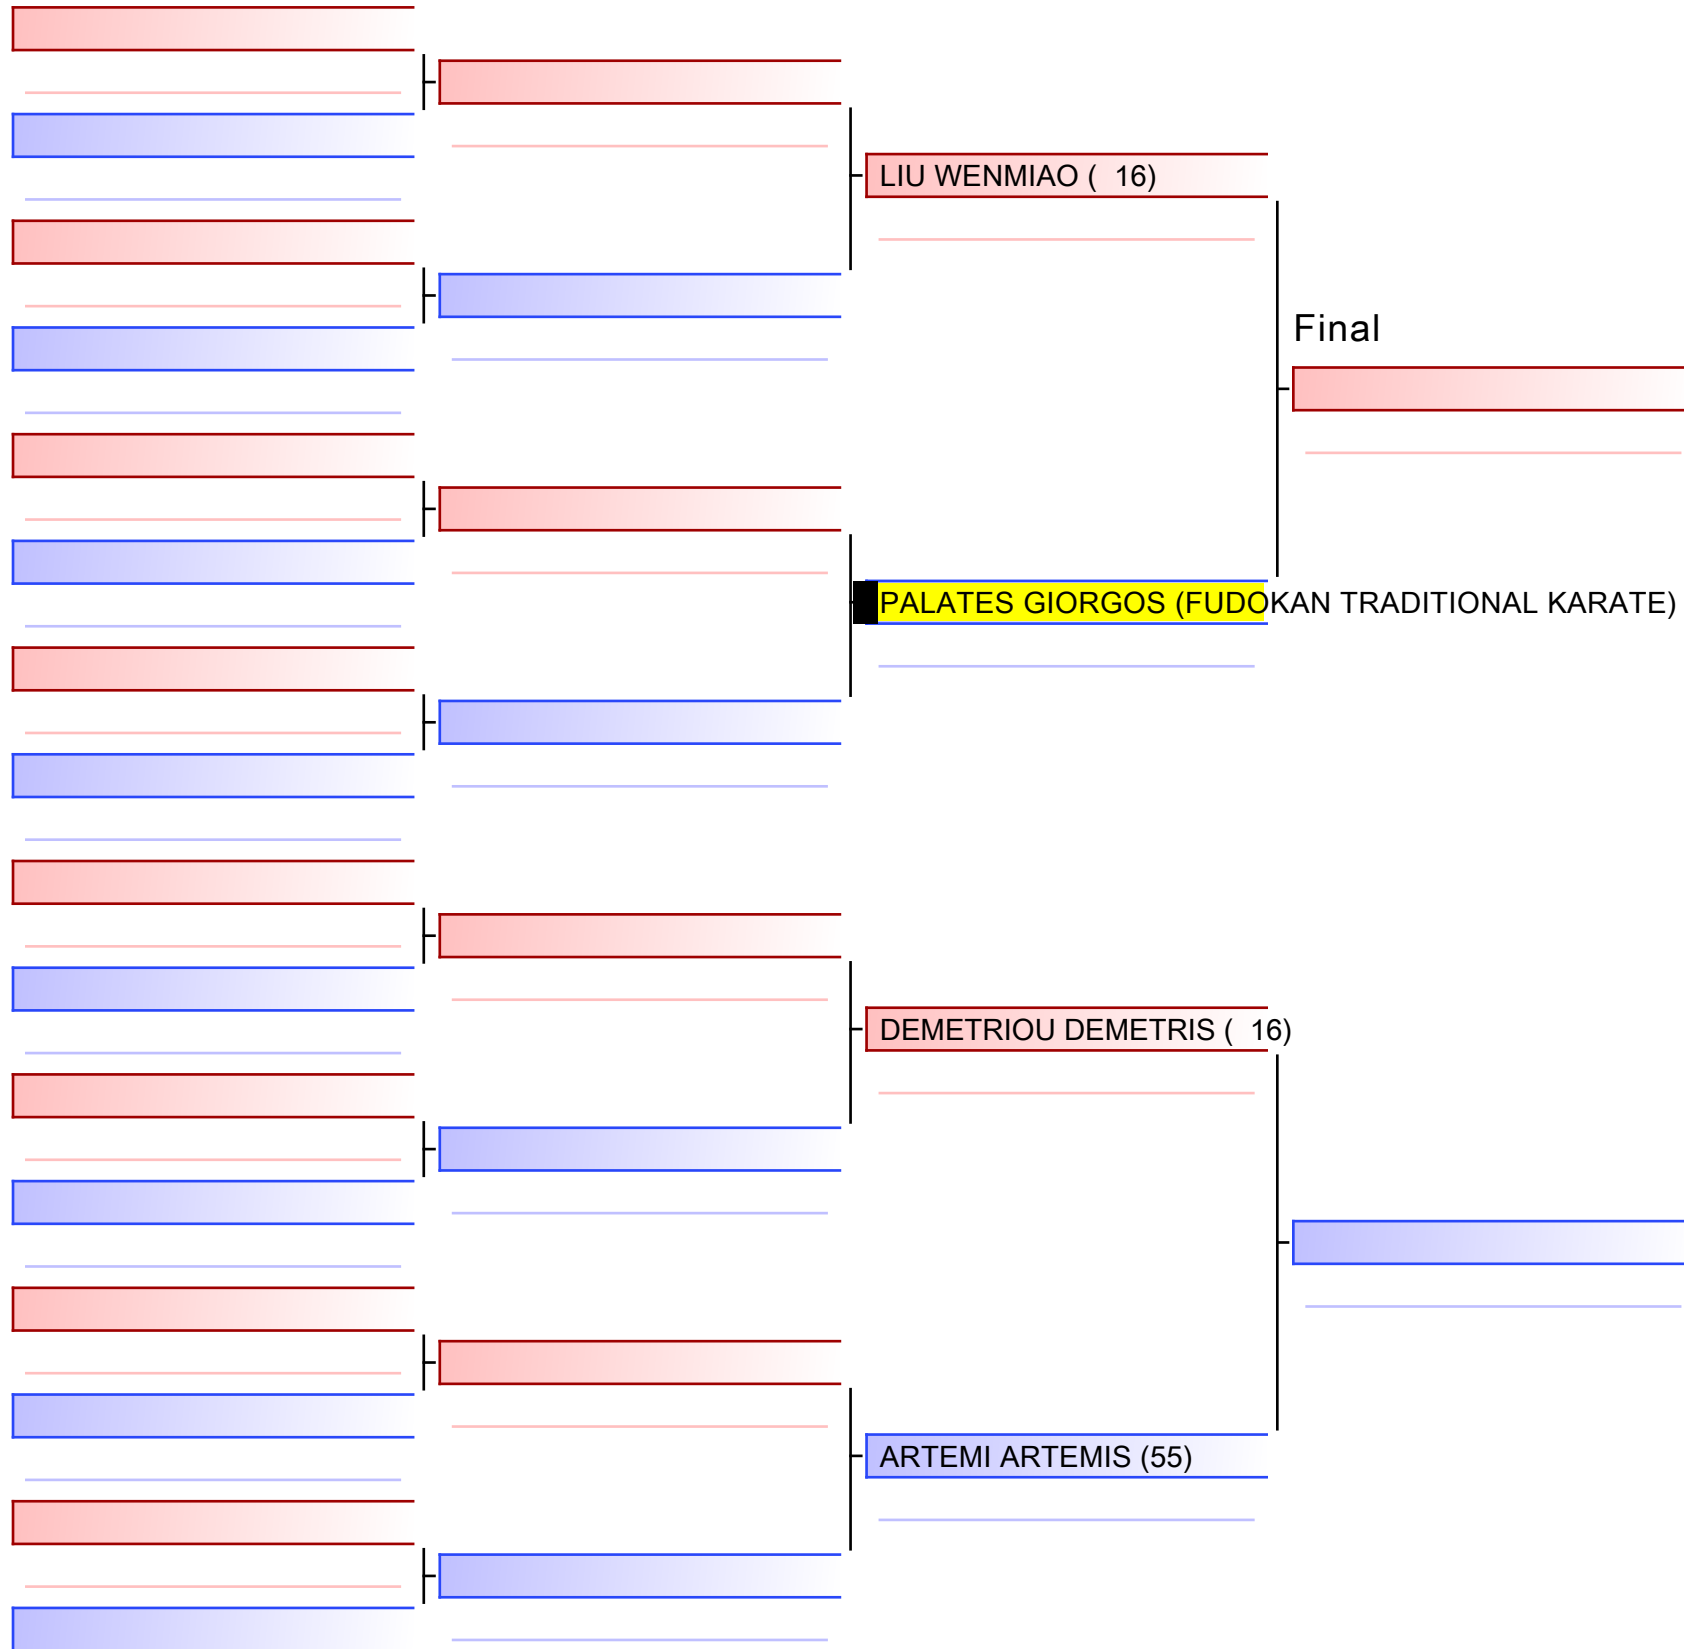 LIU WENMIAO (  16)
Final
PALATES GIORGOS (FUDOKAN TRADITIONAL KARATE)
DEMETRIOU DEMETRIS (  16)
ARTEMI ARTEMIS (55)